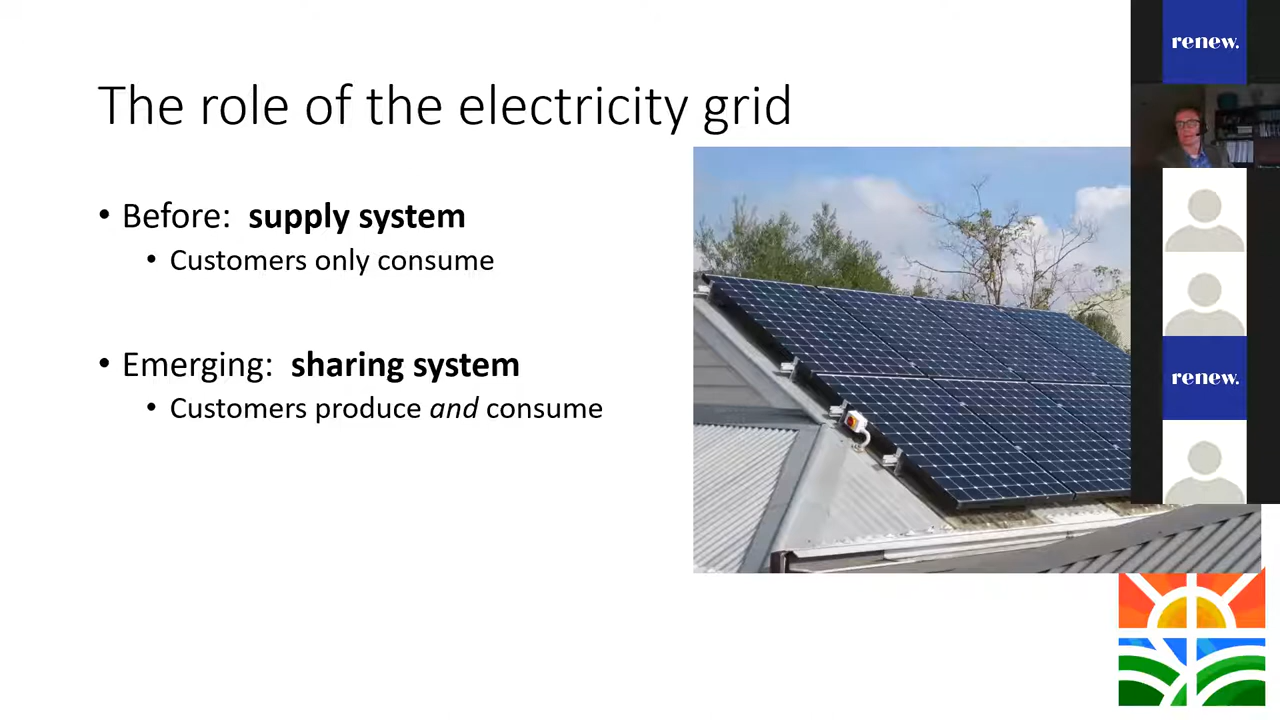 The role of the electricity grid
• Before: supply system
• Customers only consume
• Emerging: sharing system
• Customers produce and consume
renew.
renew.